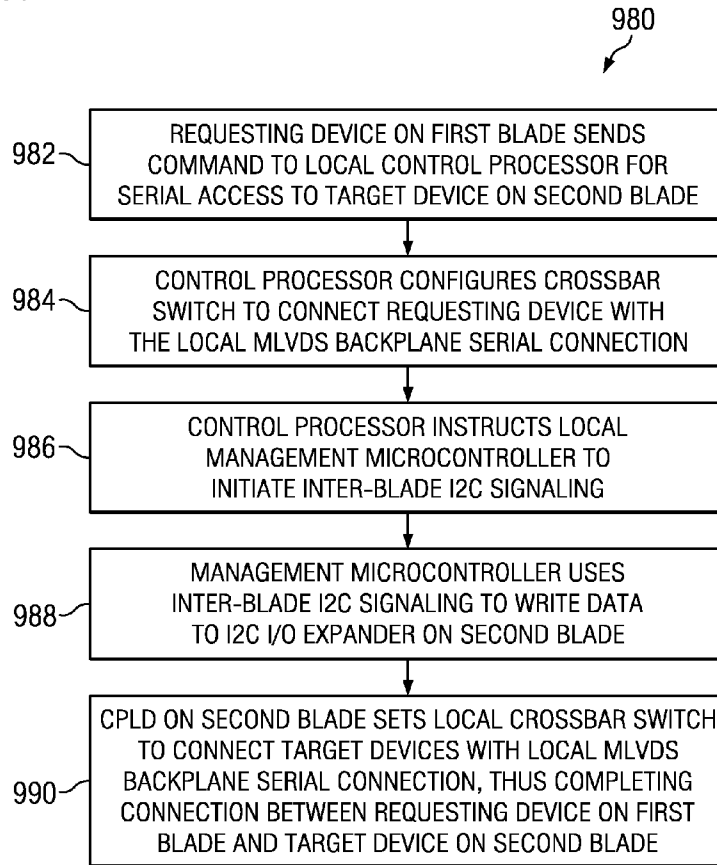 980
982
REQUESTING DEVICE ON FIRST BLADE SENDS
COMMAND TO LOCAL CONTROL PROCESSOR FOR
SERIAL ACCESS TO TARGET DEVICE ON SECOND BLADE
984
CONTROL PROCESSOR CONFIGURES CROSSBAR
SWITCH TO CONNECT REQUESTING DEVICE WITH
THE LOCAL MLVDS BACKPLANE SERIAL CONNECTION
986
CONTROL PROCESSOR INSTRUCTS LOCAL
MANAGEMENT MICROCONTROLLER TO
INITIATE INTER-BLADE I2C SIGNALING
988
MANAGEMENT MICROCONTROLLER USES
INTER-BLADE I2C SIGNALING TO WRITE DATA
TO I2C I/O EXPANDER ON SECOND BLADE
990
CPLD ON SECOND BLADE SETS LOCAL CROSSBAR SWITCH
TO CONNECT TARGET DEVICES WITH LOCAL MLVDS
BACKPLANE SERIAL CONNECTION, THUS COMPLETING
CONNECTION BETWEEN REQUESTING DEVICE ON FIRST
BLADE AND TARGET DEVICE ON SECOND BLADE